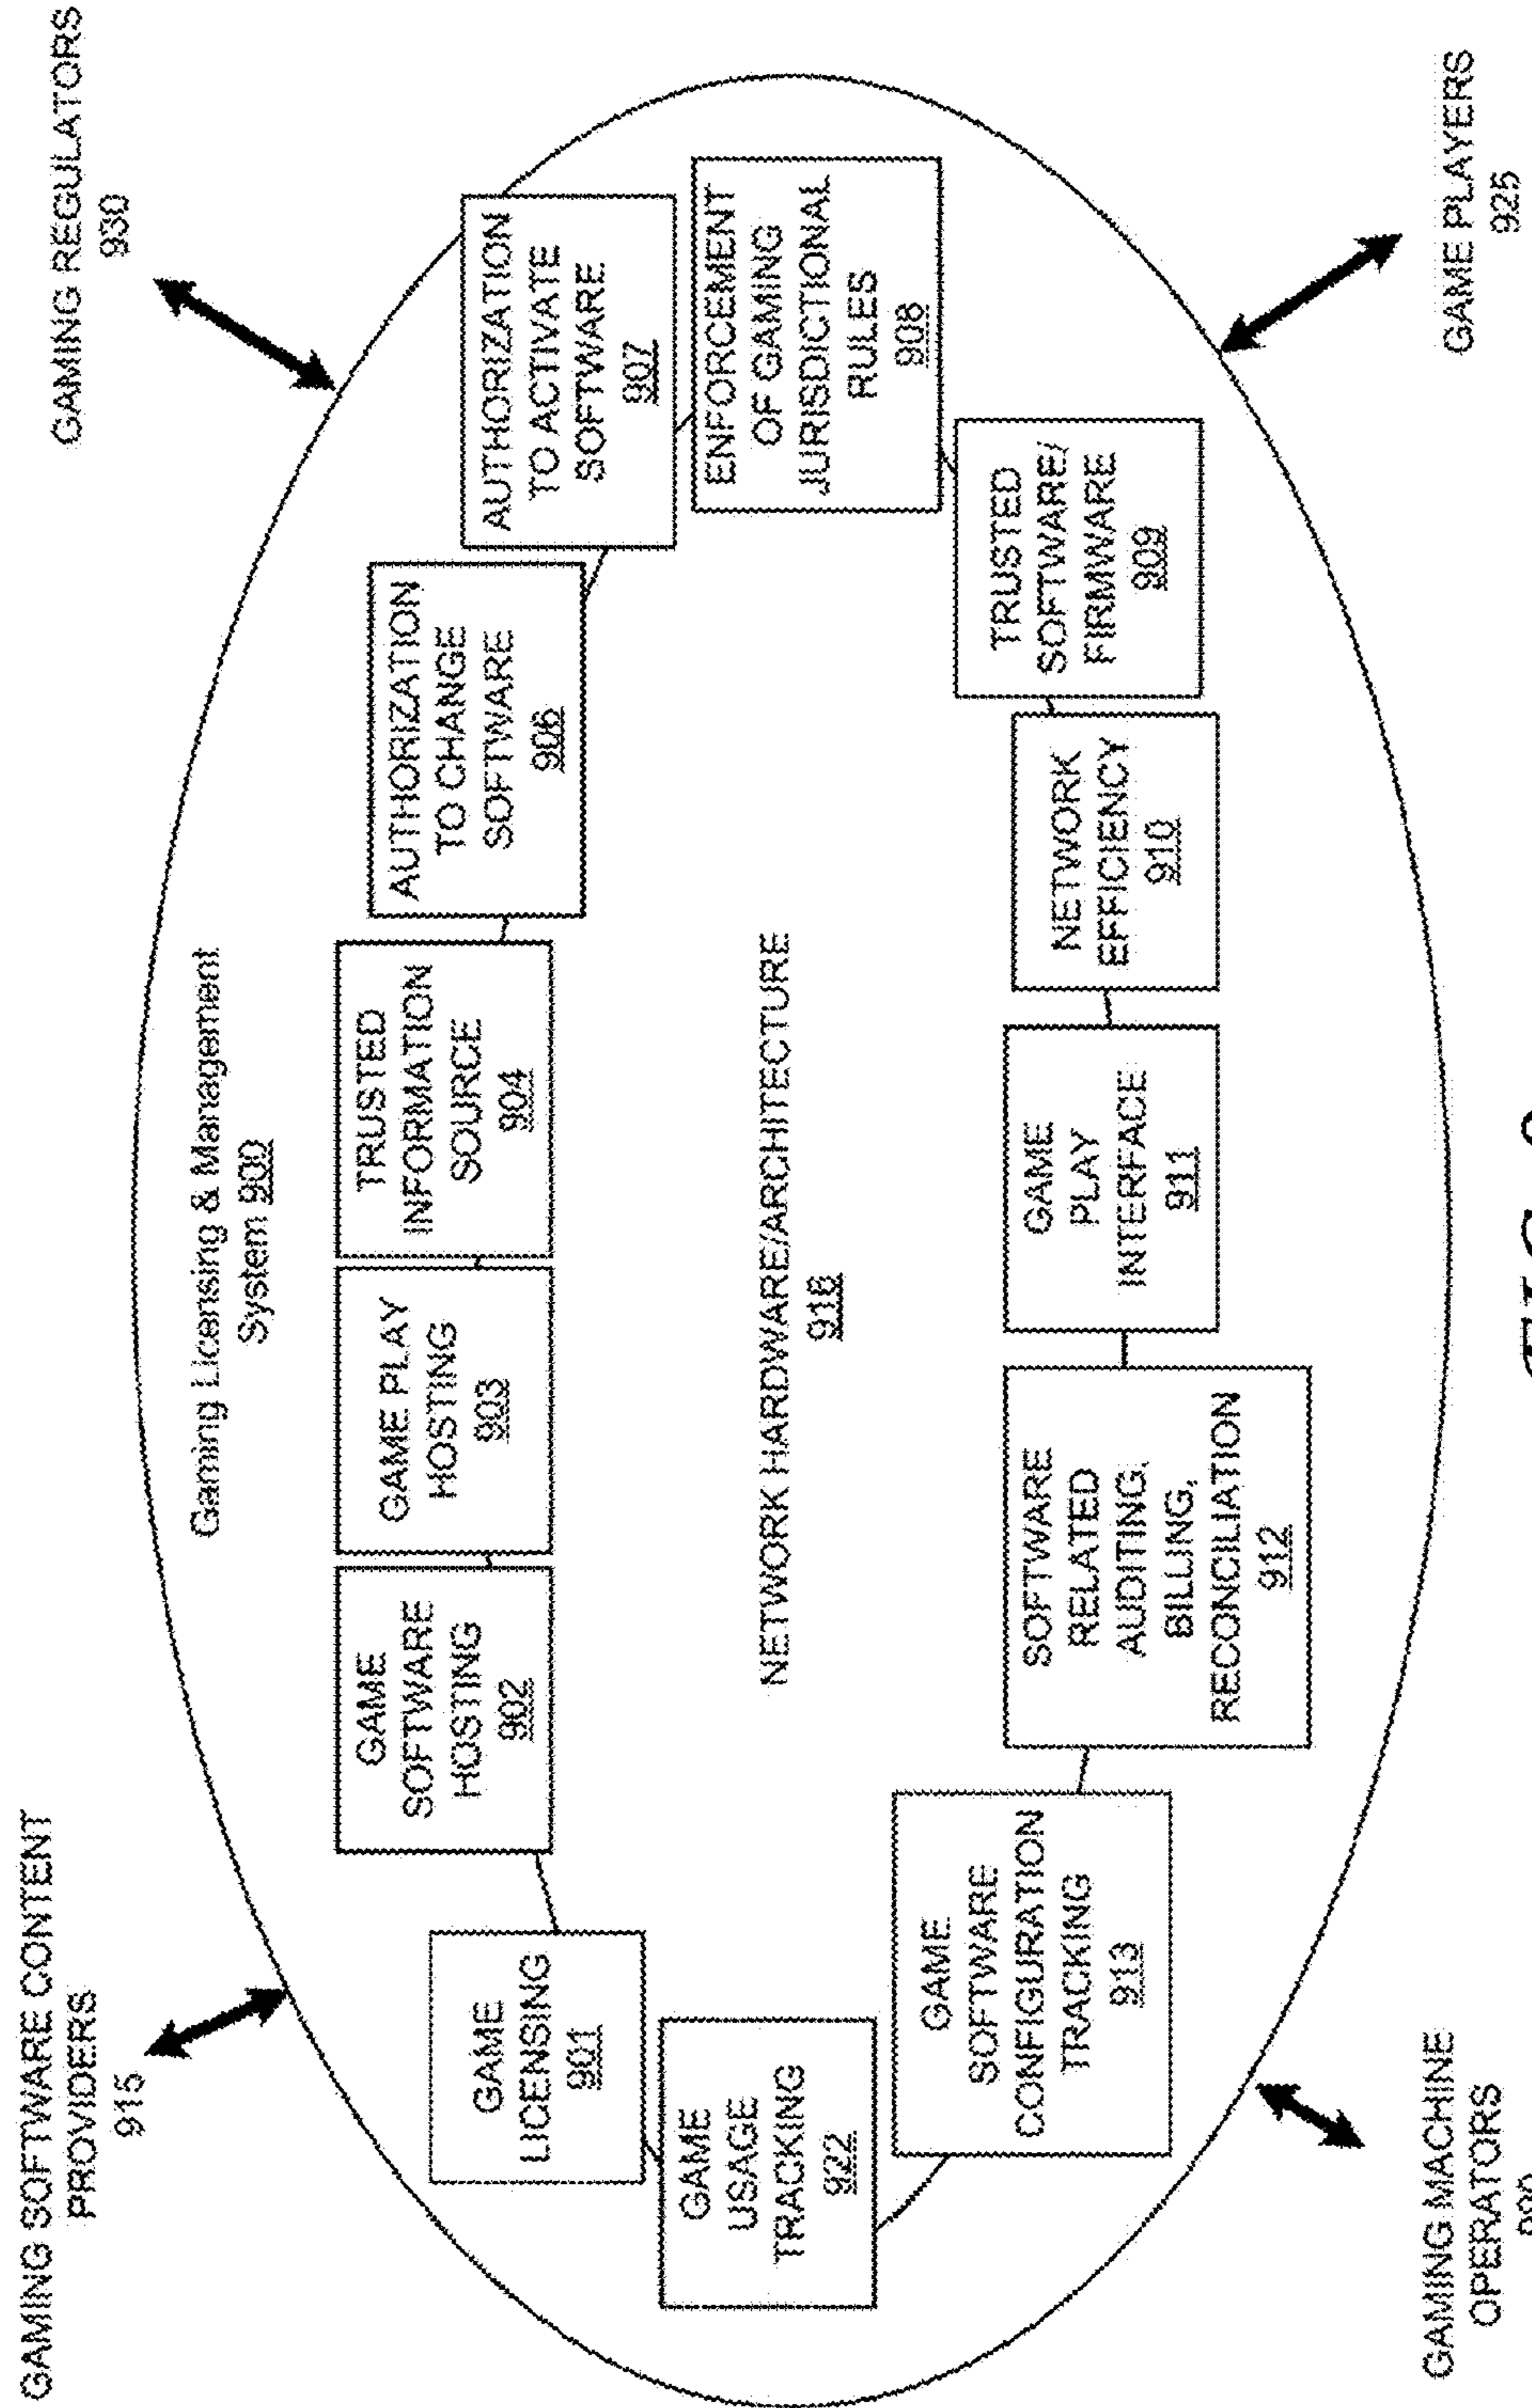 GAMING SOFTWARE CONTENT
PROVIDERS
915
GAMING REGULATORS
930
Gaming Licensing & Management
System 900
GAME
LICENSING
901
GAME
SOFTWARE
HOSTING
902
GAME PLAY
HOSTING
903
TRUSTED
INFORMATION
SOURCE
904
AUTHORIZATION
TO CHANGE
SOFTWARE
906
AUTHORIZATION
TO ACTIVATE
SOFTWARE
907
ENFORCEMENT
OF GAMING
JURISDICTIONAL
RULES
908
NETWORK HARDWARE/ARCHITECTURE
916
GAME
USAGE
TRACKING
922
GAME
SOFTWARE
CONFIGURATION
TRACKING
913
SOFTWARE
RELATED
AUDITING,
BILLING,
RECONCILIATION
912
GAME
PLAY
INTERFACE
911
NETWORK
EFFICIENCY
910
TRUSTED
SOFTWARE/
FIRMWARE
909
GAMING MACHINE
OPERATORS
GAME PLAYERS
925